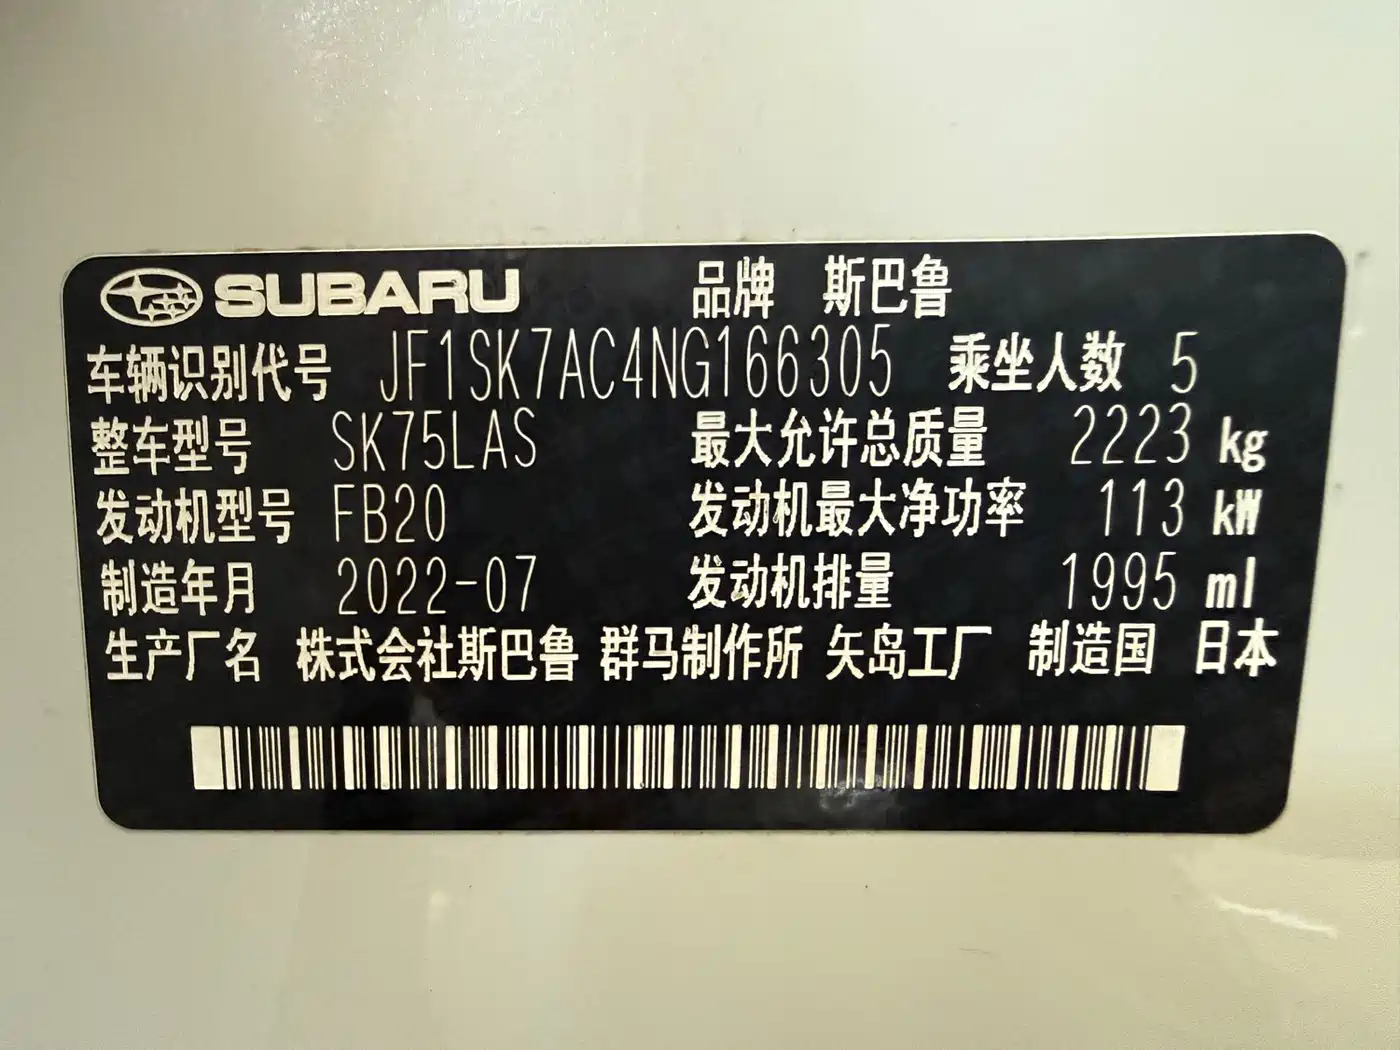 SUBARU 品牌 斯巴鲁
车辆识别代号 JF1SK7AC4NG166305 乘坐人数 5
整车型号 SK75LAS 最大允许总质量 2223 kg
发动机型号 FB20 发动机最大净功率 113 kW
制造年月 2022-07 发动机排量 1995 ml
生产厂名 株式会社斯巴鲁 群马制作所 矢岛工厂 制造国 日本